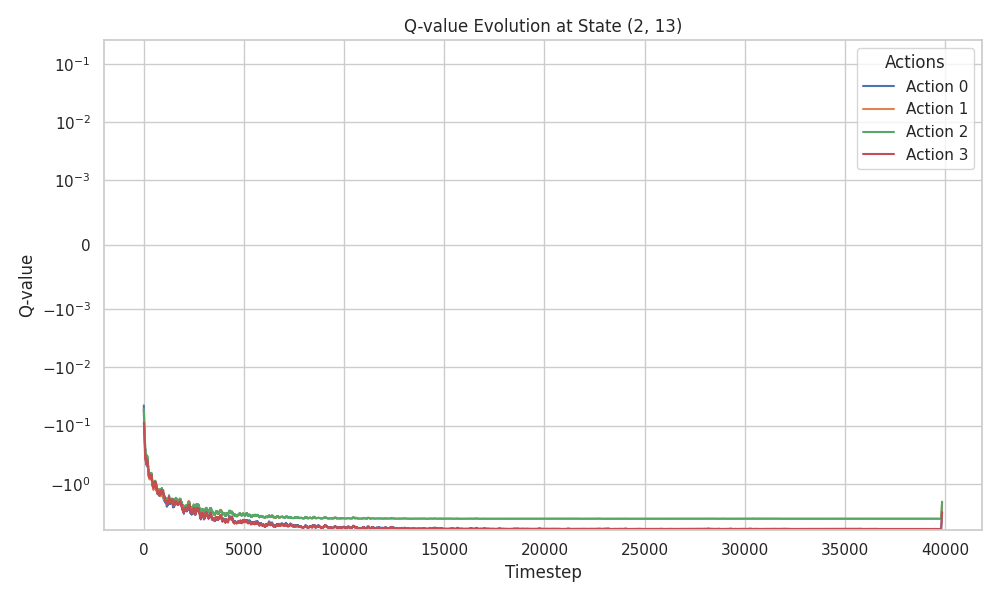 Q-value Evolution at State (2, 13)
Actions
Action 0
Action 1
Action 2
Action 3
10⁻¹
10⁻²
10⁻³
0
−10⁻³
−10⁻²
−10⁻¹
−10⁰
Q-value
0 5000 10000 15000 20000 25000 30000 35000 40000
Timestep